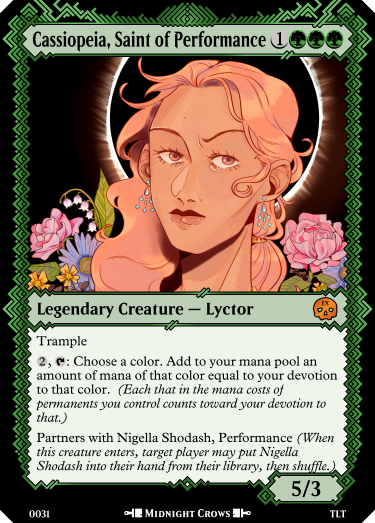 Cassiopeia, Saint of Performance 1
Legendary Creature — Lyctor
IX
Trample
2, : Choose a color. Add to your mana pool an
amount of mana of that color equal to your devotion
to that color. (Each that in the mana costs of
permanents you control counts toward your devotion to
that.)
Partners with Nigella Shodash, Performance (When
this creature enters, target player may put Nigella
Shodash into their hand from their library, then shuffle.)
5/3
0031 Midnight Crows TLT